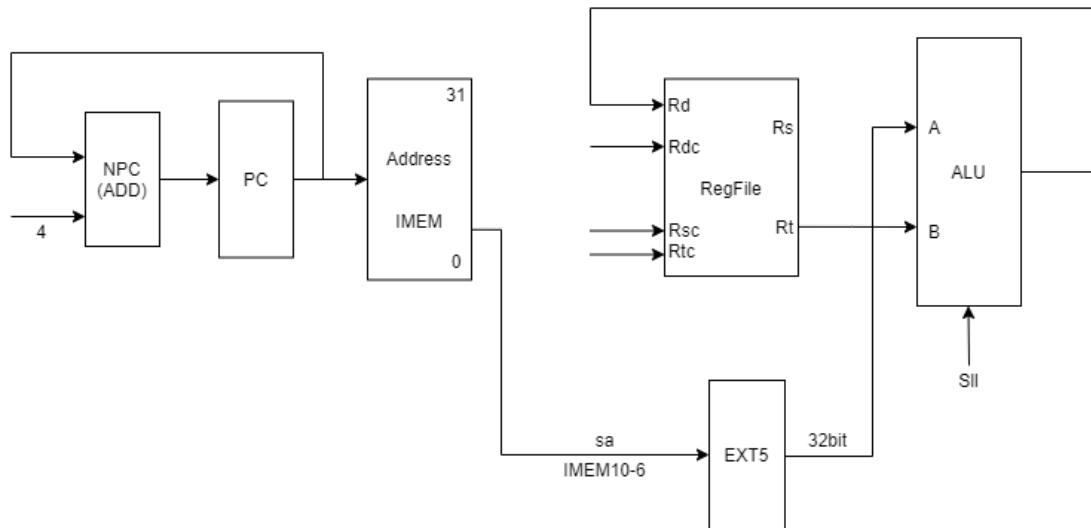 NPC
(ADD)
4
PC
31
Address
IMEM
0
Rd
Rdc
Rsc
Rtc
Rs
RegFile
Rt
A
ALU
B
Sll
sa
IMEM10-6
EXT5
32bit